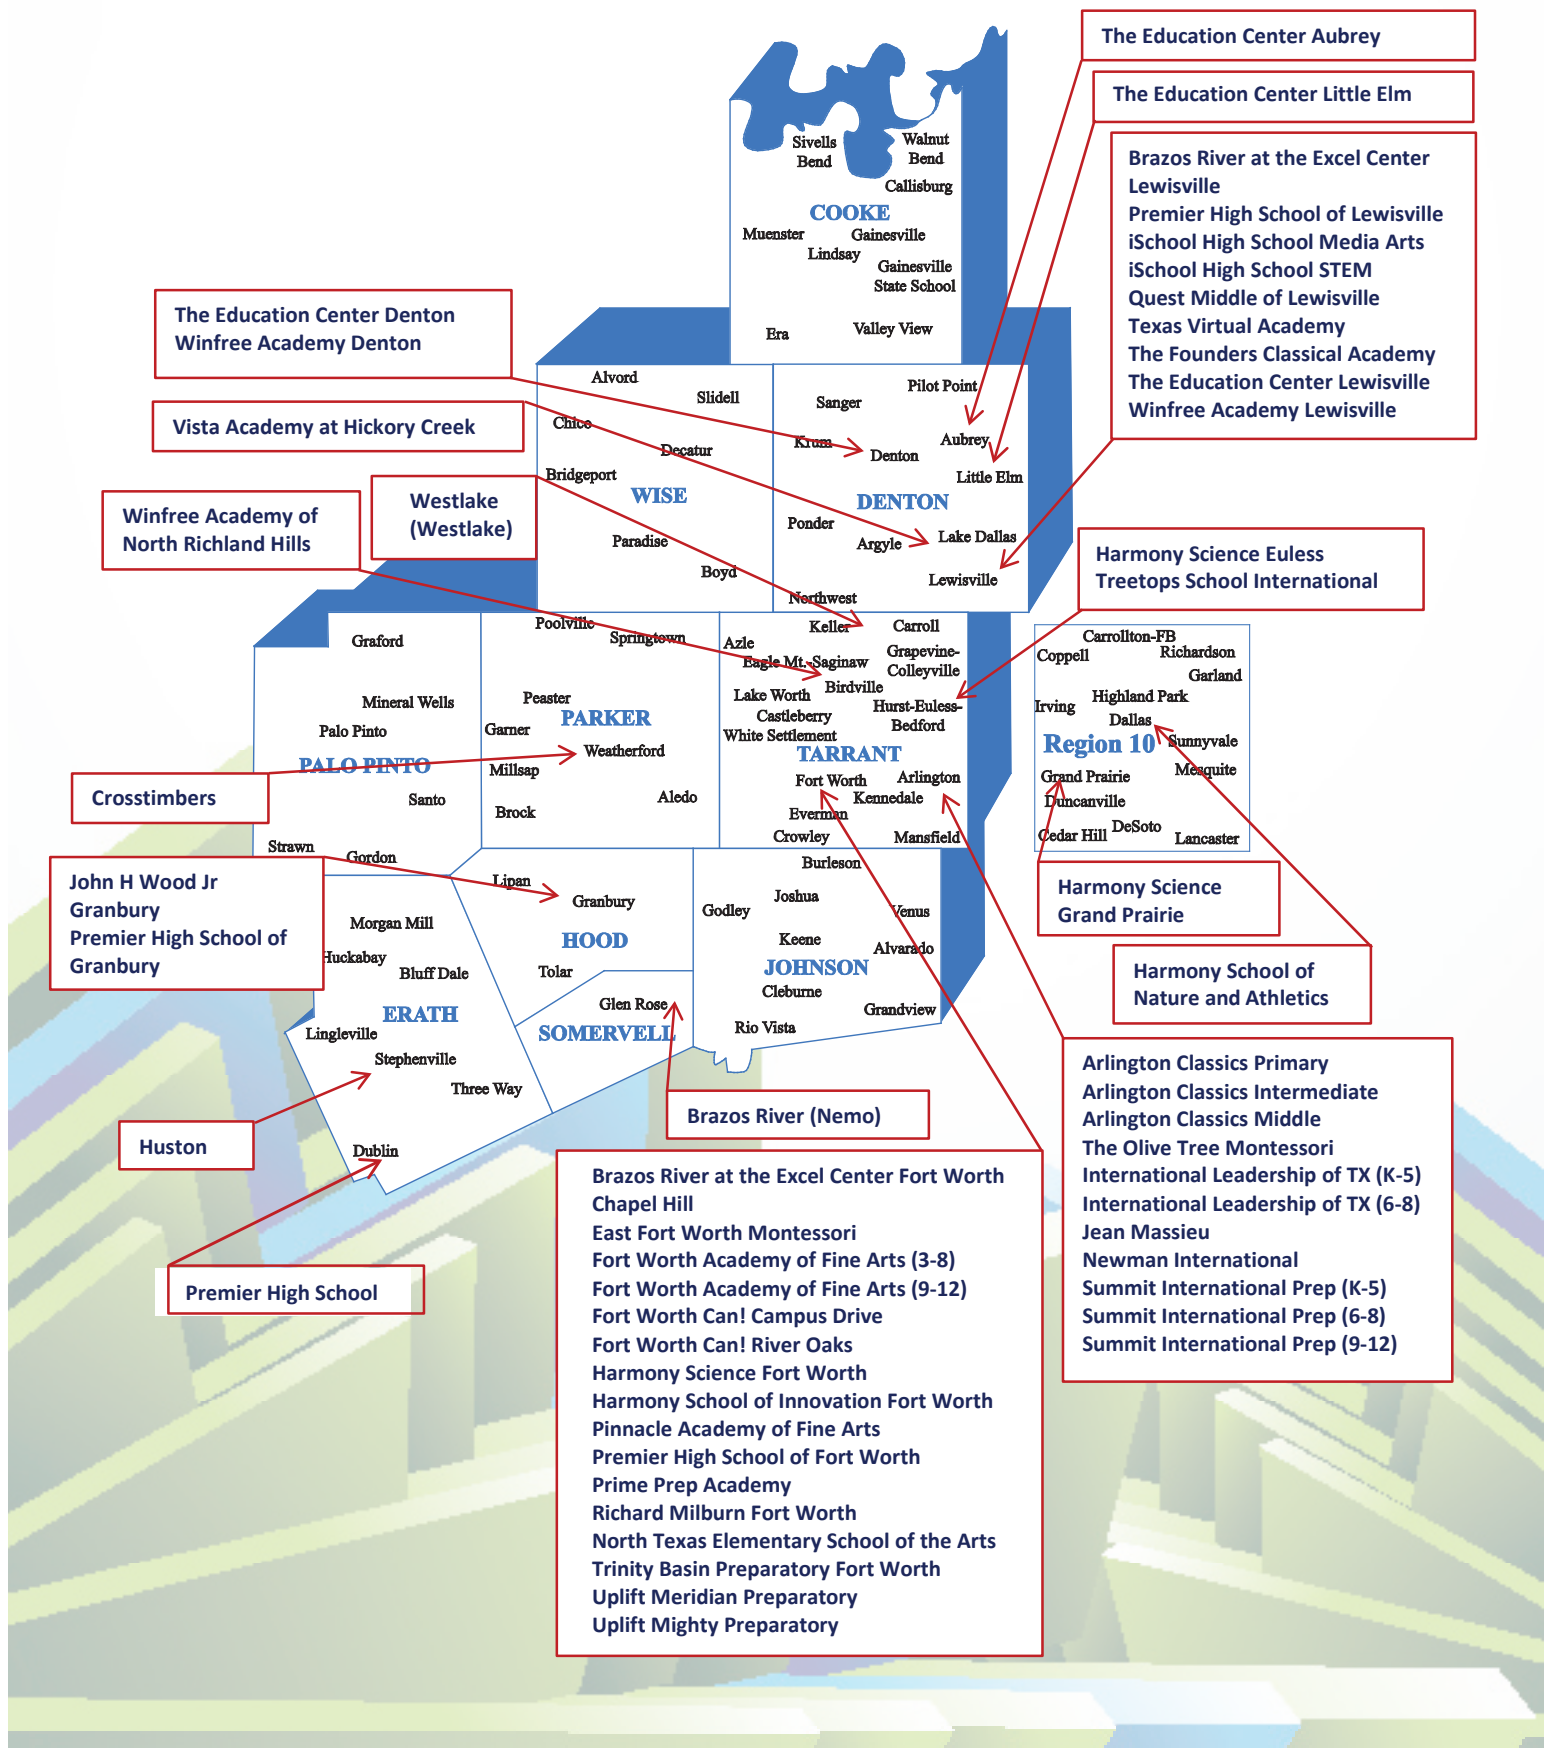 The Education Center Aubrey
The Education Center Little Elm
Brazos River at the Excel Center
Lewisville
Premier High School of Lewisville
iSchool High School Media Arts
iSchool High School STEM
Quest Middle of Lewisville
Texas Virtual Academy
The Founders Classical Academy
The Education Center Lewisville
Winfree Academy Lewisville
Sivells
Bend
Walnut
Bend
Callisburg
COOKE
Muenster
Gainesville
Lindsay
Gainesville
State School
Era
Valley View
The Education Center Denton
Winfree Academy Denton
Vista Academy at Hickory Creek
Westlake
(Westlake)
Winfree Academy of
North Richland Hills
Alvord
Slidell
Chico
Decatur
Bridgeport
WISE
Paradise
Boyd
Pilot Point
Sanger
Aubrey
Krum
Denton
Little Elm
DENTON
Ponder
Argyle
Lake Dallas
Lewisville
Northwest
Harmony Science Euless
Treetops School International
Graford
Mineral Wells
Palo Pinto
PALO PINTO
Santo
Strawn
Gordon
Poolville
Springtown
Peaster
PARKER
Garner
Weatherford
Millsap
Aledo
Brock
Keller
Carroll
Azle
Grapevine-
Colleyville
Eagle Mt.-Saginaw
Birdville
Lake Worth
Hurst-Euless-
Bedford
Castleberry
White Settlement
TARRANT
Fort Worth
Arlington
Kennedale
Everman
Crowley
Mansfield
Carrollton-FB
Coppell
Richardson
Garland
Highland Park
Irving
Dallas
Region 10
Sunnyvale
Grand Prairie
Mesquite
Duncanville
Cedar Hill
DeSoto
Lancaster
Crosstimbers
John H Wood Jr
Granbury
Premier High School of
Granbury
Harmony Science
Grand Prairie
Harmony School of
Nature and Athletics
Lipan
Granbury
HOOD
Tolar
Burleson
Joshua
Godley
Venus
Keene
Alvarado
JOHNSON
Cleburne
Grandview
Rio Vista
Morgan Mill
Huckabay
Bluff Dale
ERATH
Lingleville
Stephenville
Three Way
Dublin
Glen Rose
SOMERVELL
Huston
Premier High School
Brazos River (Nemo)
Brazos River at the Excel Center Fort Worth
Chapel Hill
East Fort Worth Montessori
Fort Worth Academy of Fine Arts (3-8)
Fort Worth Academy of Fine Arts (9-12)
Fort Worth Can! Campus Drive
Fort Worth Can! River Oaks
Harmony Science Fort Worth
Harmony School of Innovation Fort Worth
Pinnacle Academy of Fine Arts
Premier High School of Fort Worth
Prime Prep Academy
Richard Milburn Fort Worth
North Texas Elementary School of the Arts
Trinity Basin Preparatory Fort Worth
Uplift Meridian Preparatory
Uplift Mighty Preparatory
Arlington Classics Primary
Arlington Classics Intermediate
Arlington Classics Middle
The Olive Tree Montessori
International Leadership of TX (K-5)
International Leadership of TX (6-8)
Jean Massieu
Newman International
Summit International Prep (K-5)
Summit International Prep (6-8)
Summit International Prep (9-12)